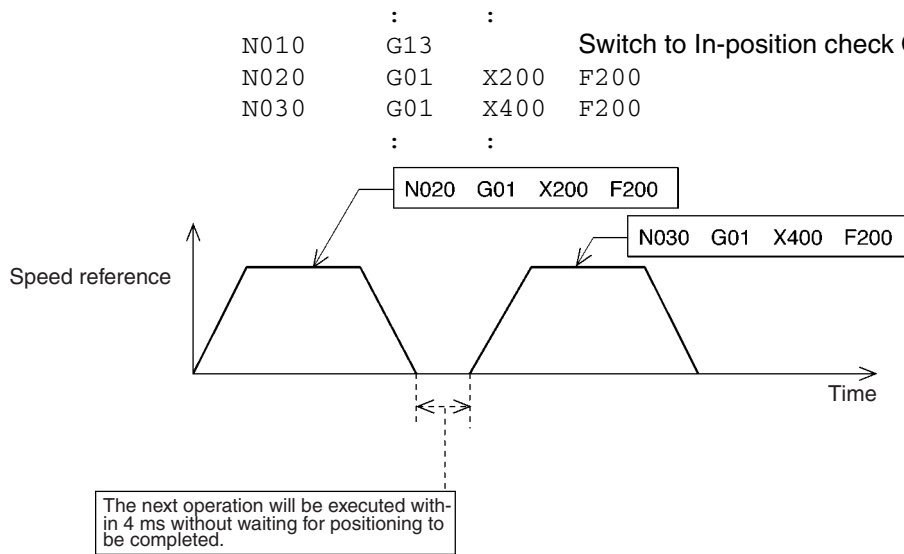 : :
N010 G13 Switch to In-position check
N020 G01 X200 F200
N030 G01 X400 F200
: :
N020 G01 X200 F200
N030 G01 X400 F200
Speed reference
Time
The next operation will be executed with-
in 4 ms without waiting for positioning to
be completed.